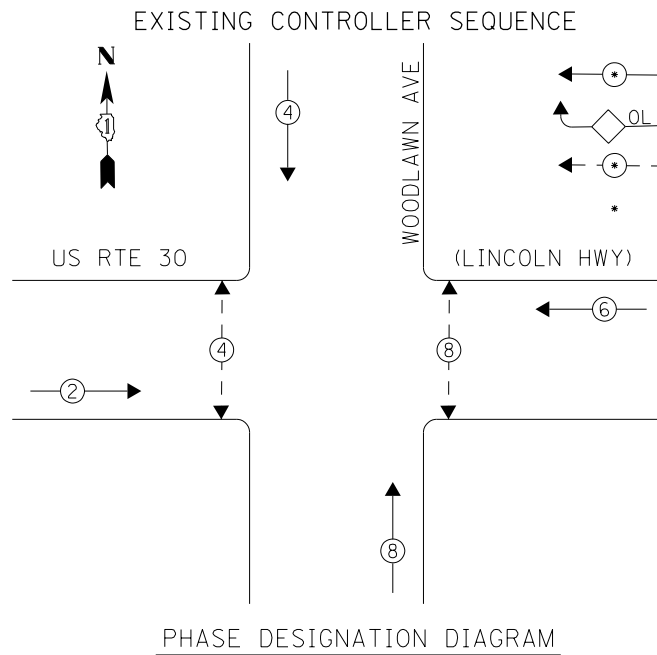 EXISTING CONTROLLER SEQUENCE
N
1
4
WOODLAWN AVE
*
OL
*
*
US RTE 30
(LINCOLN HWY)
6
4
8
2
8
PHASE DESIGNATION DIAGRAM